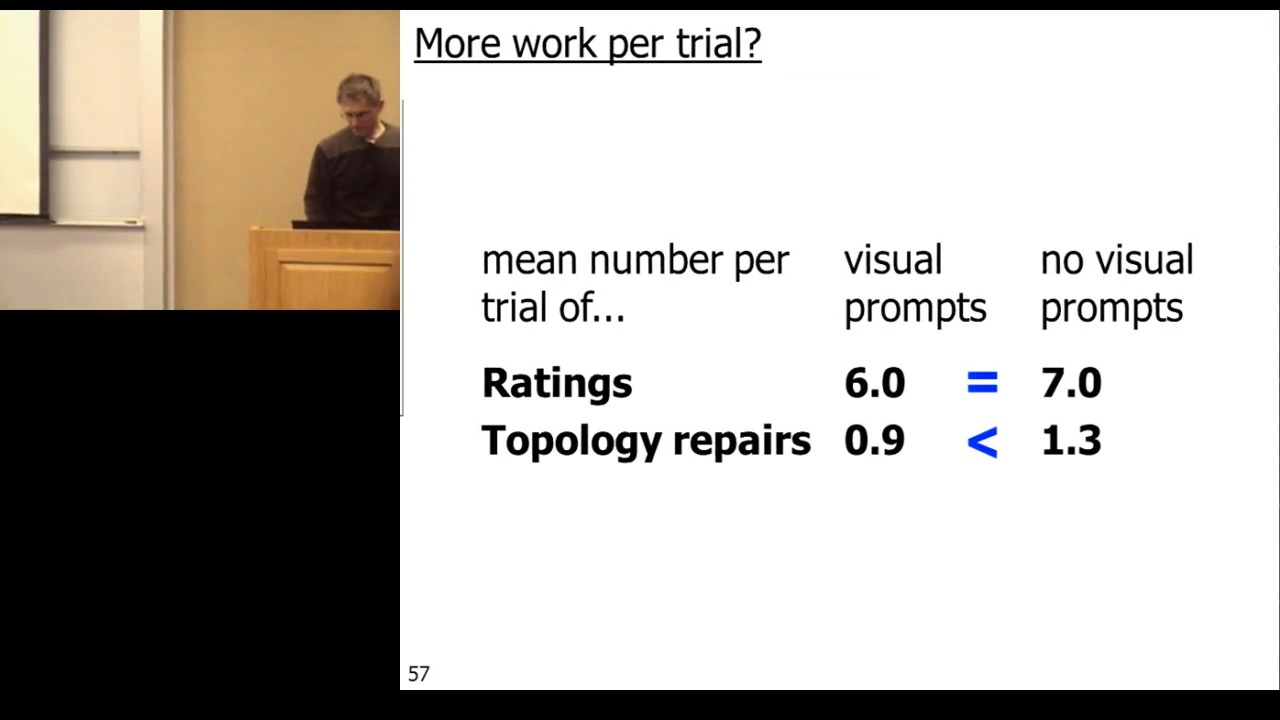 More work per trial?
mean number per visual no visual
trial of... prompts prompts
Ratings 6.0 = 7.0
Topology repairs 0.9 < 1.3
57